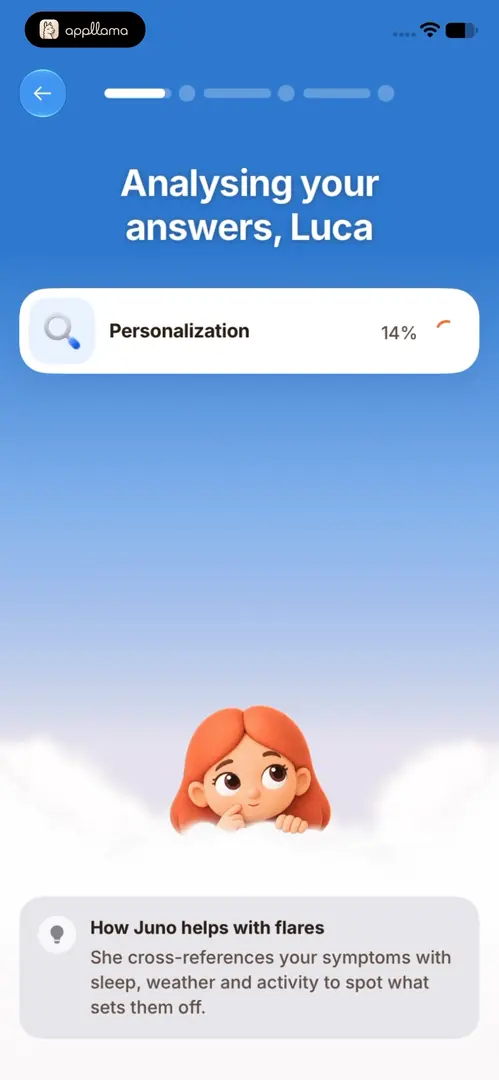 appllama
Analysing your
answers, Luca
Personalization
14%
How Juno helps with flares
She cross-references your symptoms with
sleep, weather and activity to spot what
sets them off.